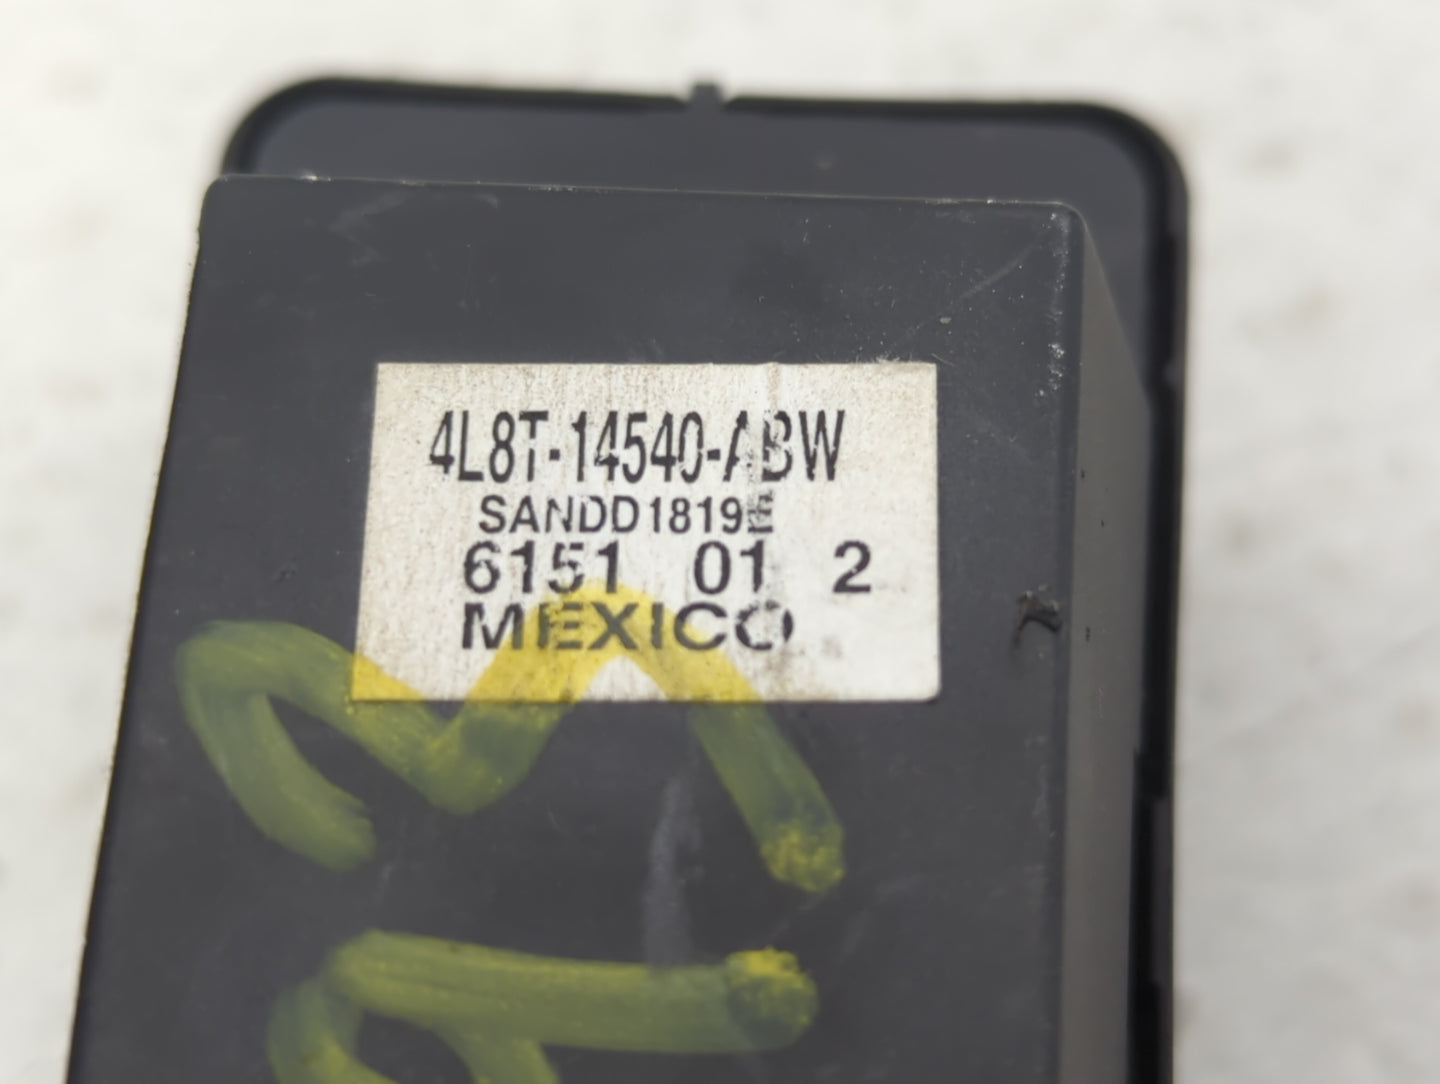 4L8T-14540-ABW
SANDD1819E
6151 01 2
MEXICO